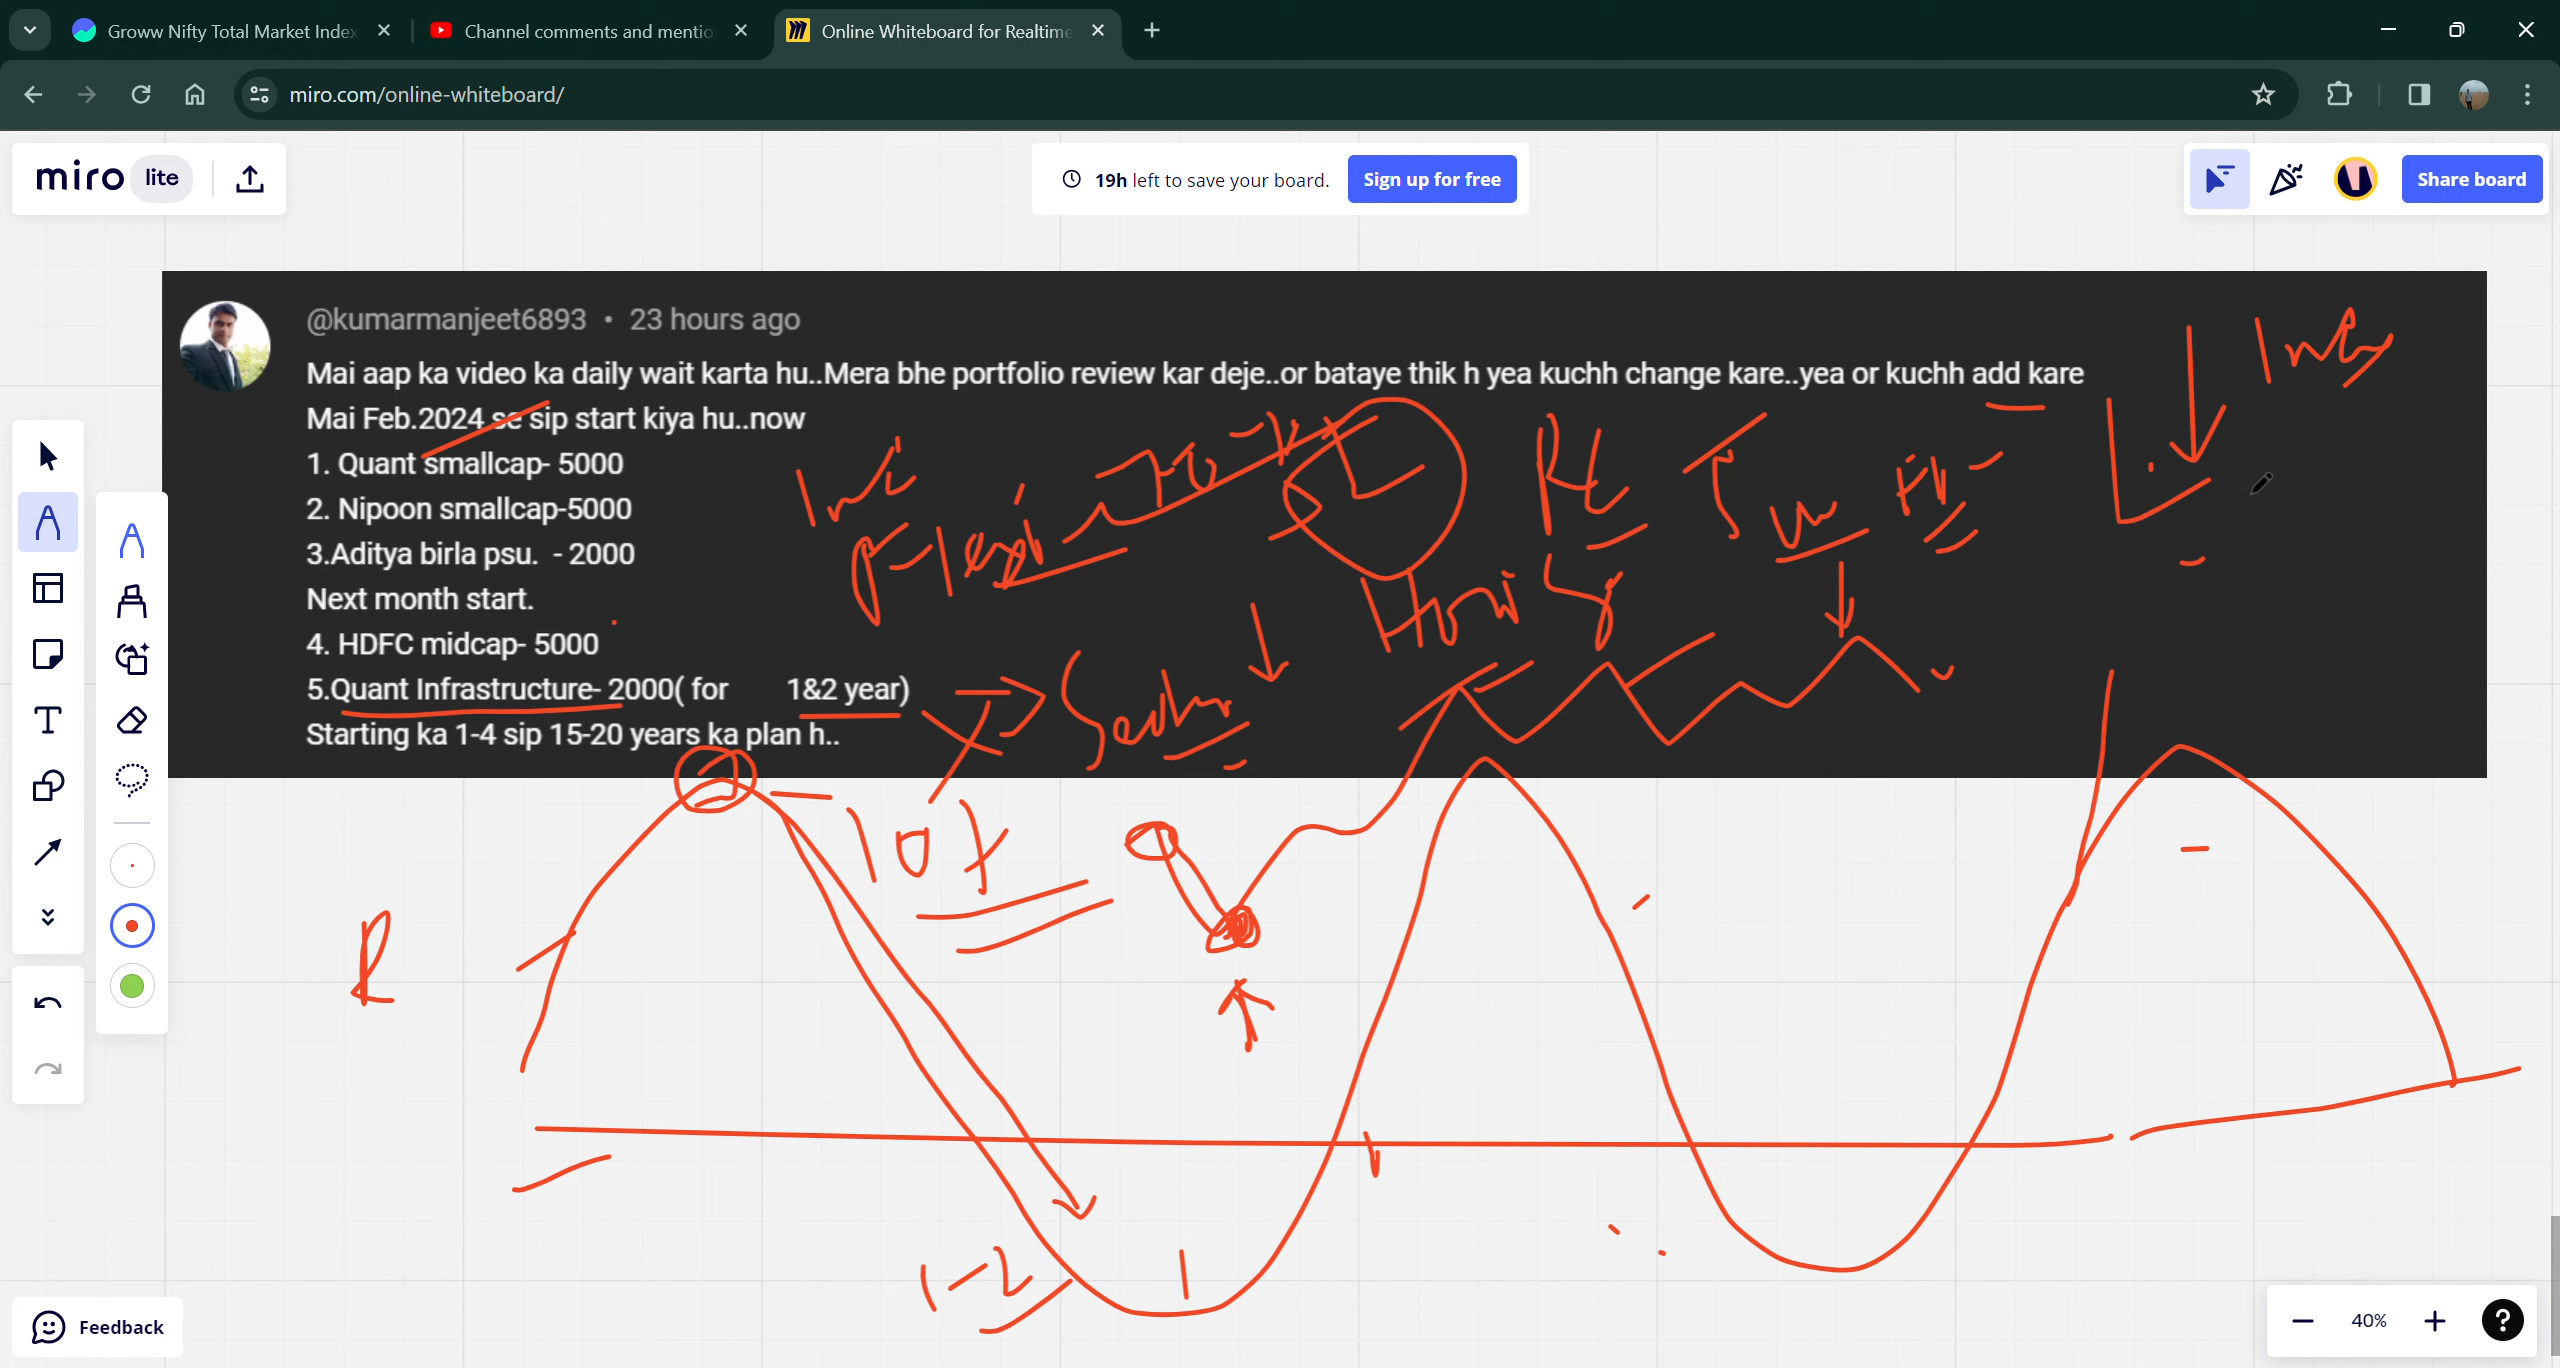 Groww Nifty Total Market Index
Channel comments and mentio
Online Whiteboard for Realtime
miro.com/online-whiteboard/
miro lite
19h left to save your board.
Sign up for free
Share board
@kumarmanjeet6893 • 23 hours ago
Mai aap ka video ka daily wait karta hu..Mera bhe portfolio review kar deje..or bataye thik h yea kuchh change kare..yea or kuchh add kare
Mai Feb.2024 se sip start kiya hu..now
1. Quant smallcap- 5000
2. Nipoon smallcap-5000
3.Aditya birla psu. - 2000
Next month start.
4. HDFC midcap- 5000
5.Quant Infrastructure- 2000( for 1&2 year)
Starting ka 1-4 sip 15-20 years ka plan h..
Flexi
10 Y
1-2
1
Feedback
40%